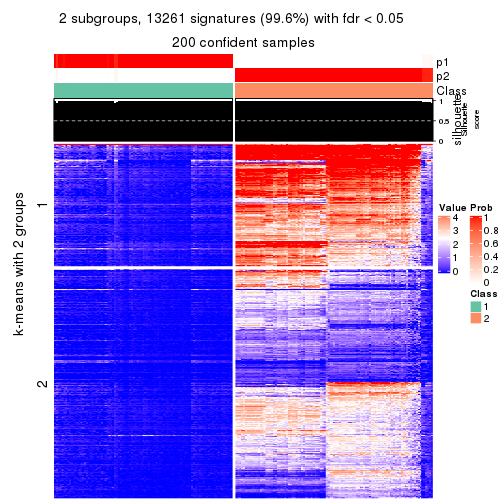 2 subgroups, 13261 signatures (99.6%) with fdr < 0.05
200 confident samples
p1
p2
Class
silhouette
Silhouette
score
1
0.5
0
k-means with 2 groups
1
2
Value
4
3
2
1
0
Prob
1
0.8
0.6
0.4
0.2
0
Class
1
2